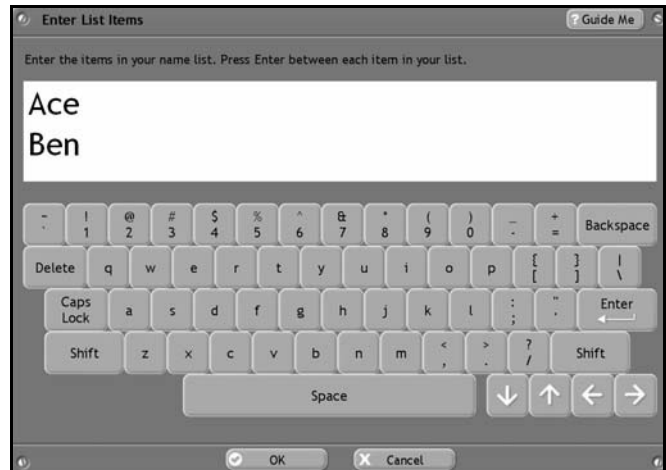 Enter List Items
? Guide Me
Enter the items in your name list. Press Enter between each item in your list.
Ace
Ben
~ ! @ # $ % ^ & * ( ) _ +
` 1 2 3 4 5 6 7 8 9 0 - = Backspace
Delete q w e r t y u i o p { [ } ] | \
Caps Lock a s d f g h j k l : ; " ' Enter
Shift z x c v b n m < , > . ? / Shift
Space
OK X Cancel